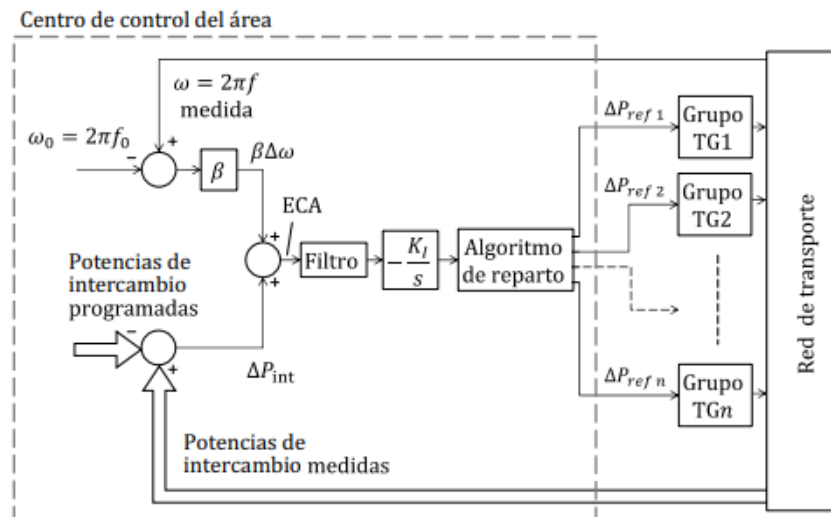 Centro de control del área
ω = 2πf
medida
ω₀ = 2πf₀
+
-
β
βΔω
ECA
+
+
Filtro
- K_I / s
Algoritmo
de reparto
Potencias de
intercambio
programadas
-
+
ΔP_int
Potencias de
intercambio medidas
ΔP_ref 1
Grupo
TG1
ΔP_ref 2
Grupo
TG2
ΔP_ref n
Grupo
TGn
Red de transporte